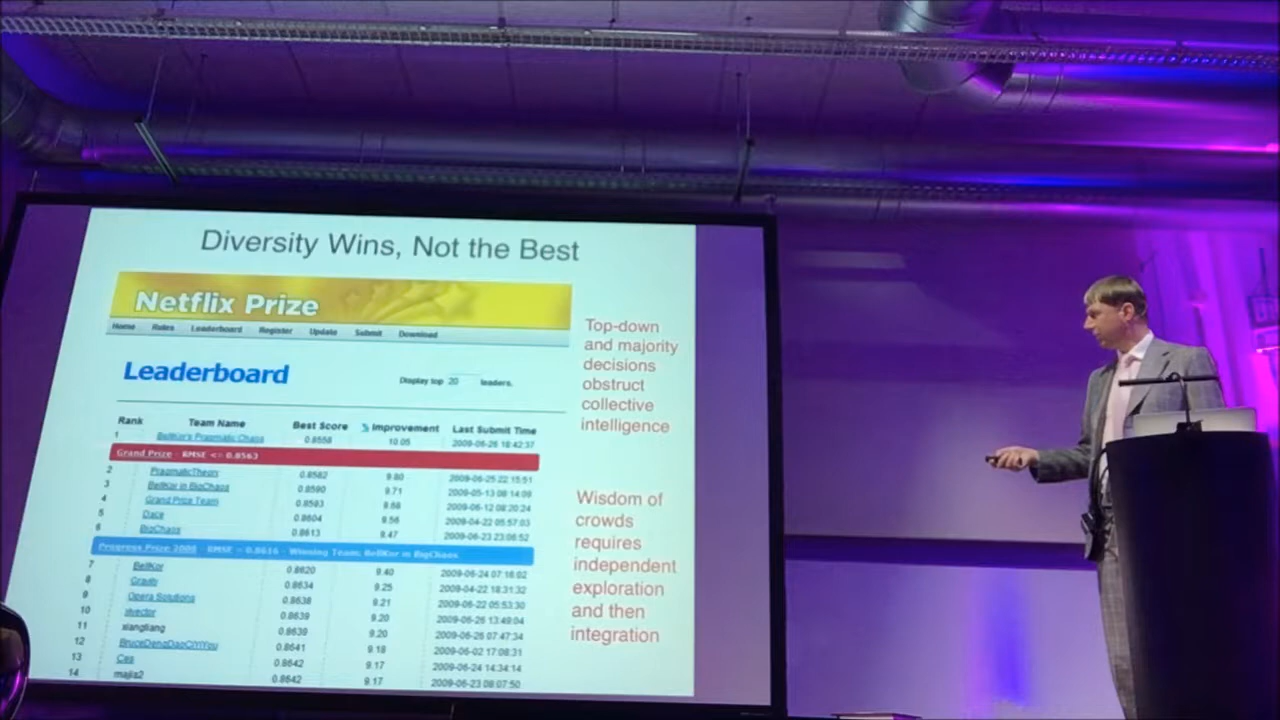 Diversity Wins, Not the Best
Netflix Prize
Home Rules Leaderboard Register Update Submit Download
Leaderboard
Display top 20 leaders.
Rank Team Name Best Score % Improvement Last Submit Time
1 BellKor's Pragmatic Chaos 0.8558 10.05 2009-06-26 18:42:37
Grand Prize - RMSE <= 0.8563
2 PragmaticTheory 0.8582 9.80 2009-06-25 22:15:51
3 BellKor in BigChaos 0.8590 9.71 2009-05-13 08:14:09
4 Grand Prize Team 0.8593 9.68 2009-06-12 08:20:24
5 Dace 0.8604 9.56 2009-04-22 05:57:03
6 BigChaos 0.8613 9.47 2009-06-23 23:06:52
Progress Prize 2008 - RMSE = 0.8616 - Winning Team: BellKor in BigChaos
7 BellKor 0.8620 9.40 2009-06-24 07:16:02
8 Gravity 0.8634 9.25 2009-04-22 18:31:32
9 Opera Solutions 0.8638 9.21 2009-06-22 05:53:30
10 xlvector 0.8639 9.20 2009-06-26 13:49:04
11 xiangliang 0.8639 9.20 2009-06-26 07:47:34
12 BruceDengDaoCiYiYou 0.8641 9.18 2009-06-02 17:08:31
13 Ces 0.8642 9.17 2009-06-24 14:34:14
14 majia2 0.8642 9.17 2009-06-23 08:07:50
Top-down
and majority
decisions
obstruct
collective
intelligence
Wisdom of
crowds
requires
independent
exploration
and then
integration